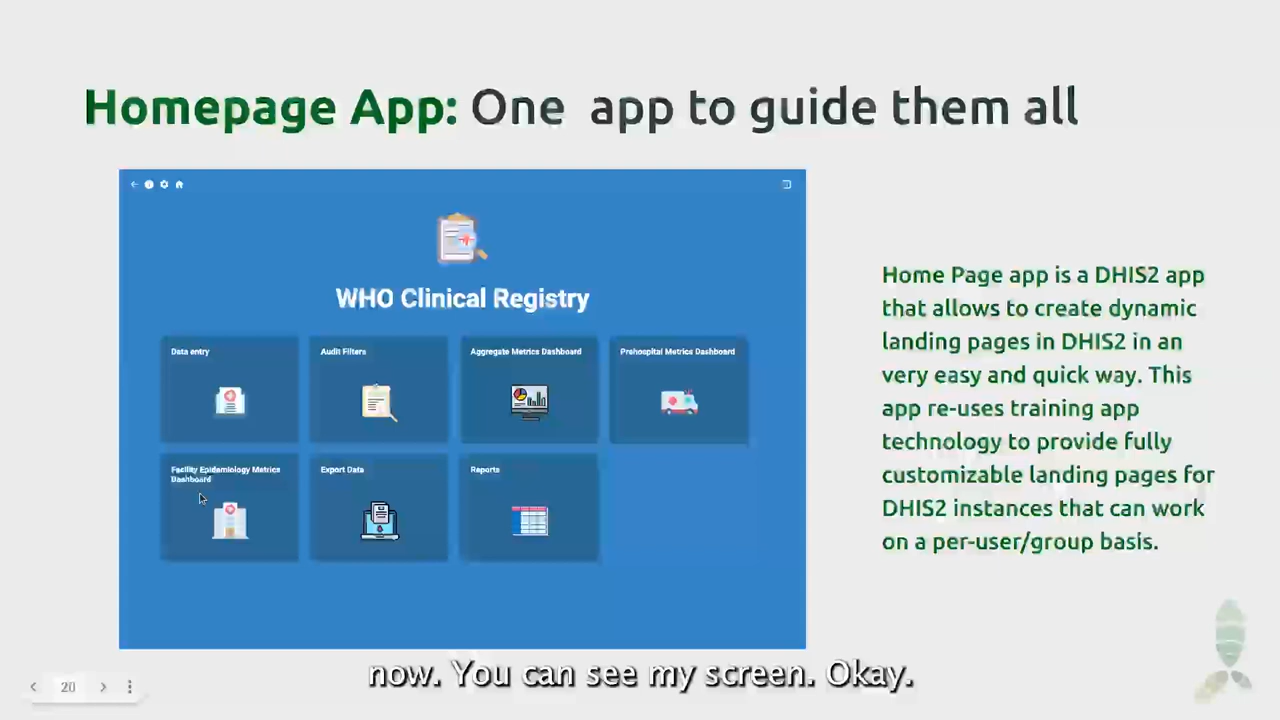 Homepage App: One app to guide them all
WHO Clinical Registry
Data entry
Audit Filters
Aggregate Metrics Dashboard
Prehospital Metrics Dashboard
Facility Epidemiology Metrics
Dashboard
Export Data
Reports
Home Page app is a DHIS2 app
that allows to create dynamic
landing pages in DHIS2 in an
very easy and quick way. This
app re-uses training app
technology to provide fully
customizable landing pages for
DHIS2 instances that can work
on a per-user/group basis.
now. You can see my screen. Okay.
20